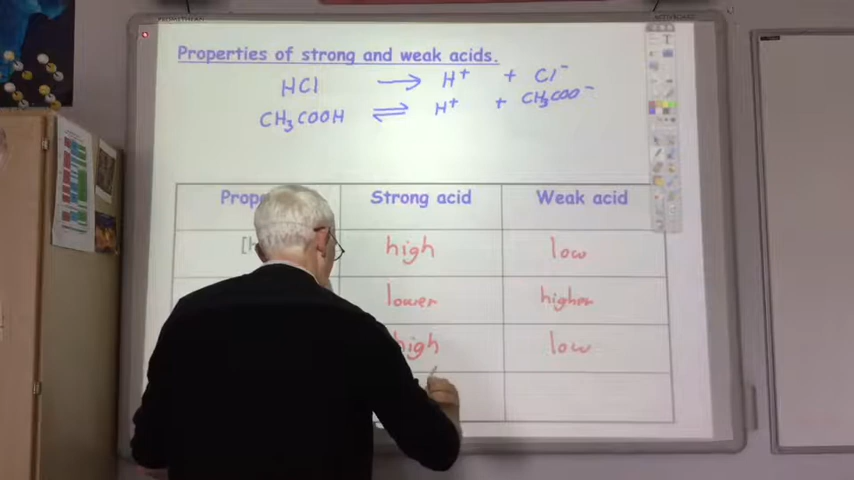 Properties of strong and weak acids.
HCl → H⁺ + Cl⁻
CH₃COOH ⇌ H⁺ + CH₃COO⁻
Strong acid Weak acid
high low
lower higher
high low